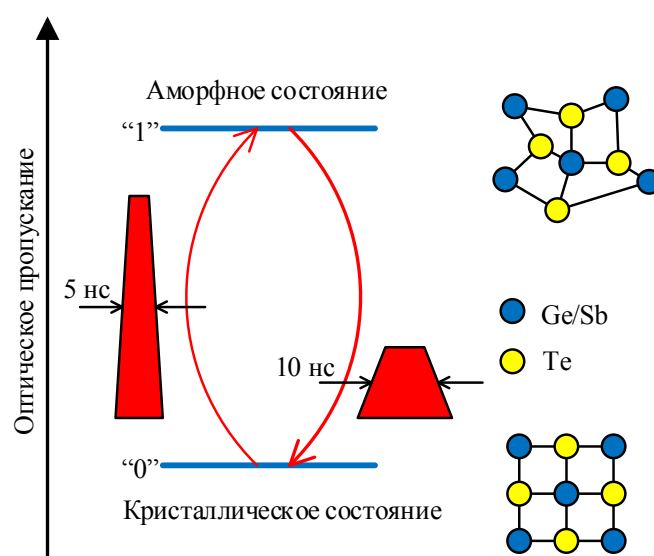 Аморфное состояние
“1”
Оптическое пропускание
5 нс
10 нс
Ge/Sb
Te
“0”
Кристаллическое состояние